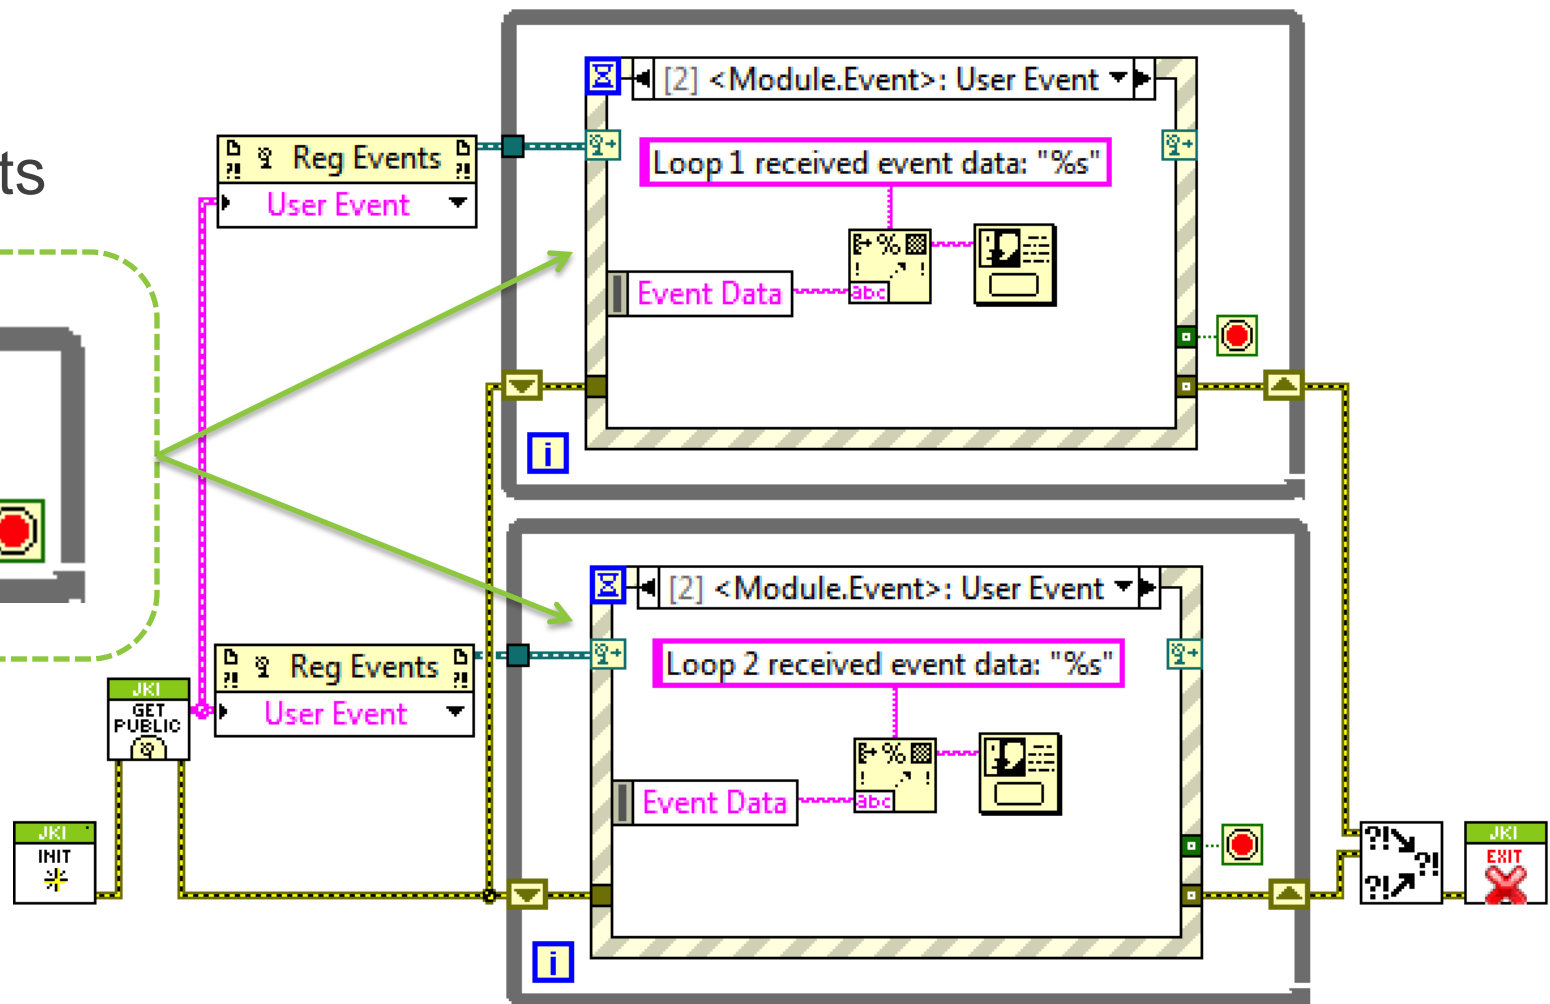 ts
[2] <Module.Event>: User Event
Reg Events
User Event
Loop 1 received event data: "%s"
%
Event Data
abc
i
[2] <Module.Event>: User Event
Reg Events
User Event
Loop 2 received event data: "%s"
%
Event Data
abc
i
JKI
GET
PUBLIC
JKI
INIT
?!
?!
?!
JKI
EXIT